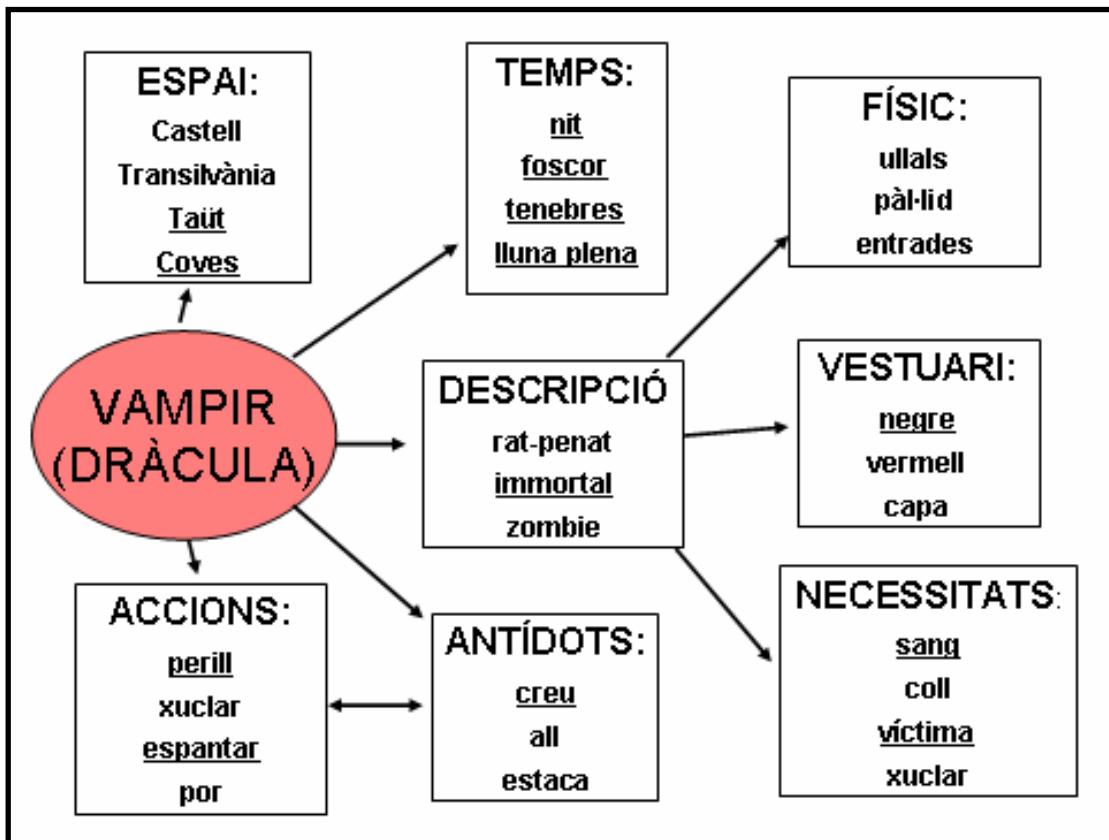 ESPAI:
Castell
Transilvània
Taüt
Coves
TEMPS:
nit
foscor
tenebres
lluna plena
FÍSIC:
ullals
pàl·lid
entrades
VAMPIR
(DRÀCULA)
DESCRIPCIÓ
rat-penat
immortal
zombie
VESTUARI:
negre
vermell
capa
ACCIONS:
perill
xuclar
espantar
por
ANTÍDOTS:
creu
all
estaca
NECESSITATS:
sang
coll
víctima
xuclar